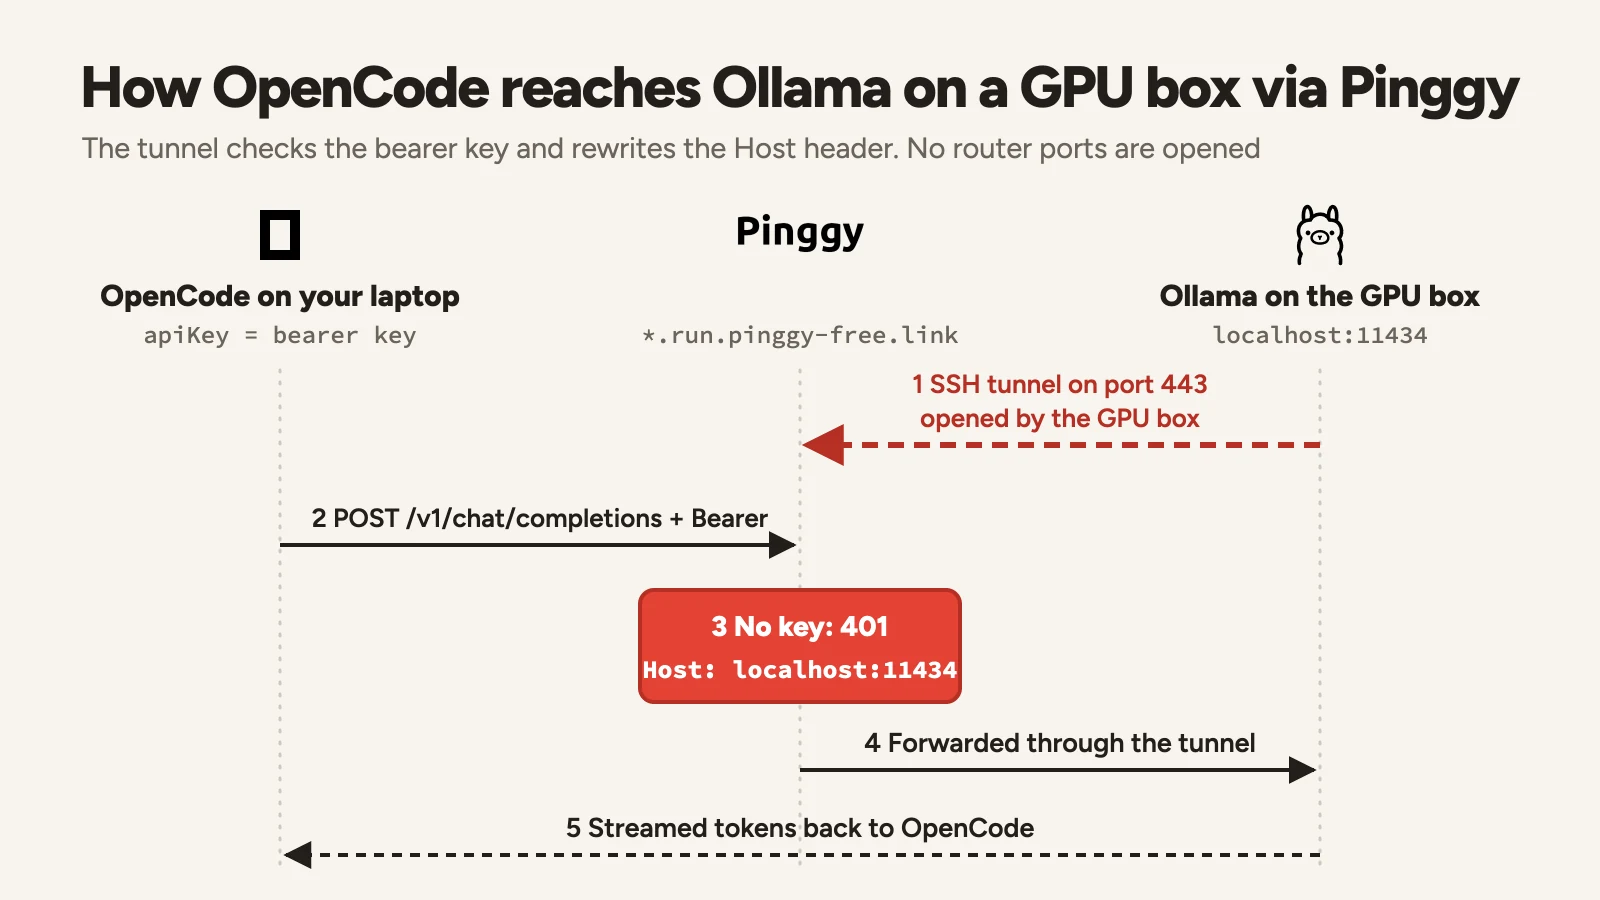 How OpenCode reaches Ollama on a GPU box via Pinggy
The tunnel checks the bearer key and rewrites the Host header. No router ports are opened
Pinggy
OpenCode on your laptop
Ollama on the GPU box
apiKey = bearer key
*.run.pinggy-free.link
localhost:11434
1 SSH tunnel on port 443
opened by the GPU box
2 POST /v1/chat/completions + Bearer
3 No key: 401
Host: localhost:11434
4 Forwarded through the tunnel
5 Streamed tokens back to OpenCode